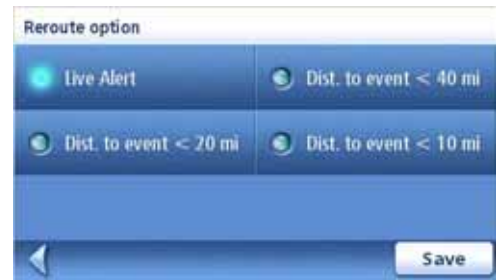 Reroute option
Live Alert
Dist. to event < 40 mi
Dist. to event < 20 mi
Dist. to event < 10 mi
Save